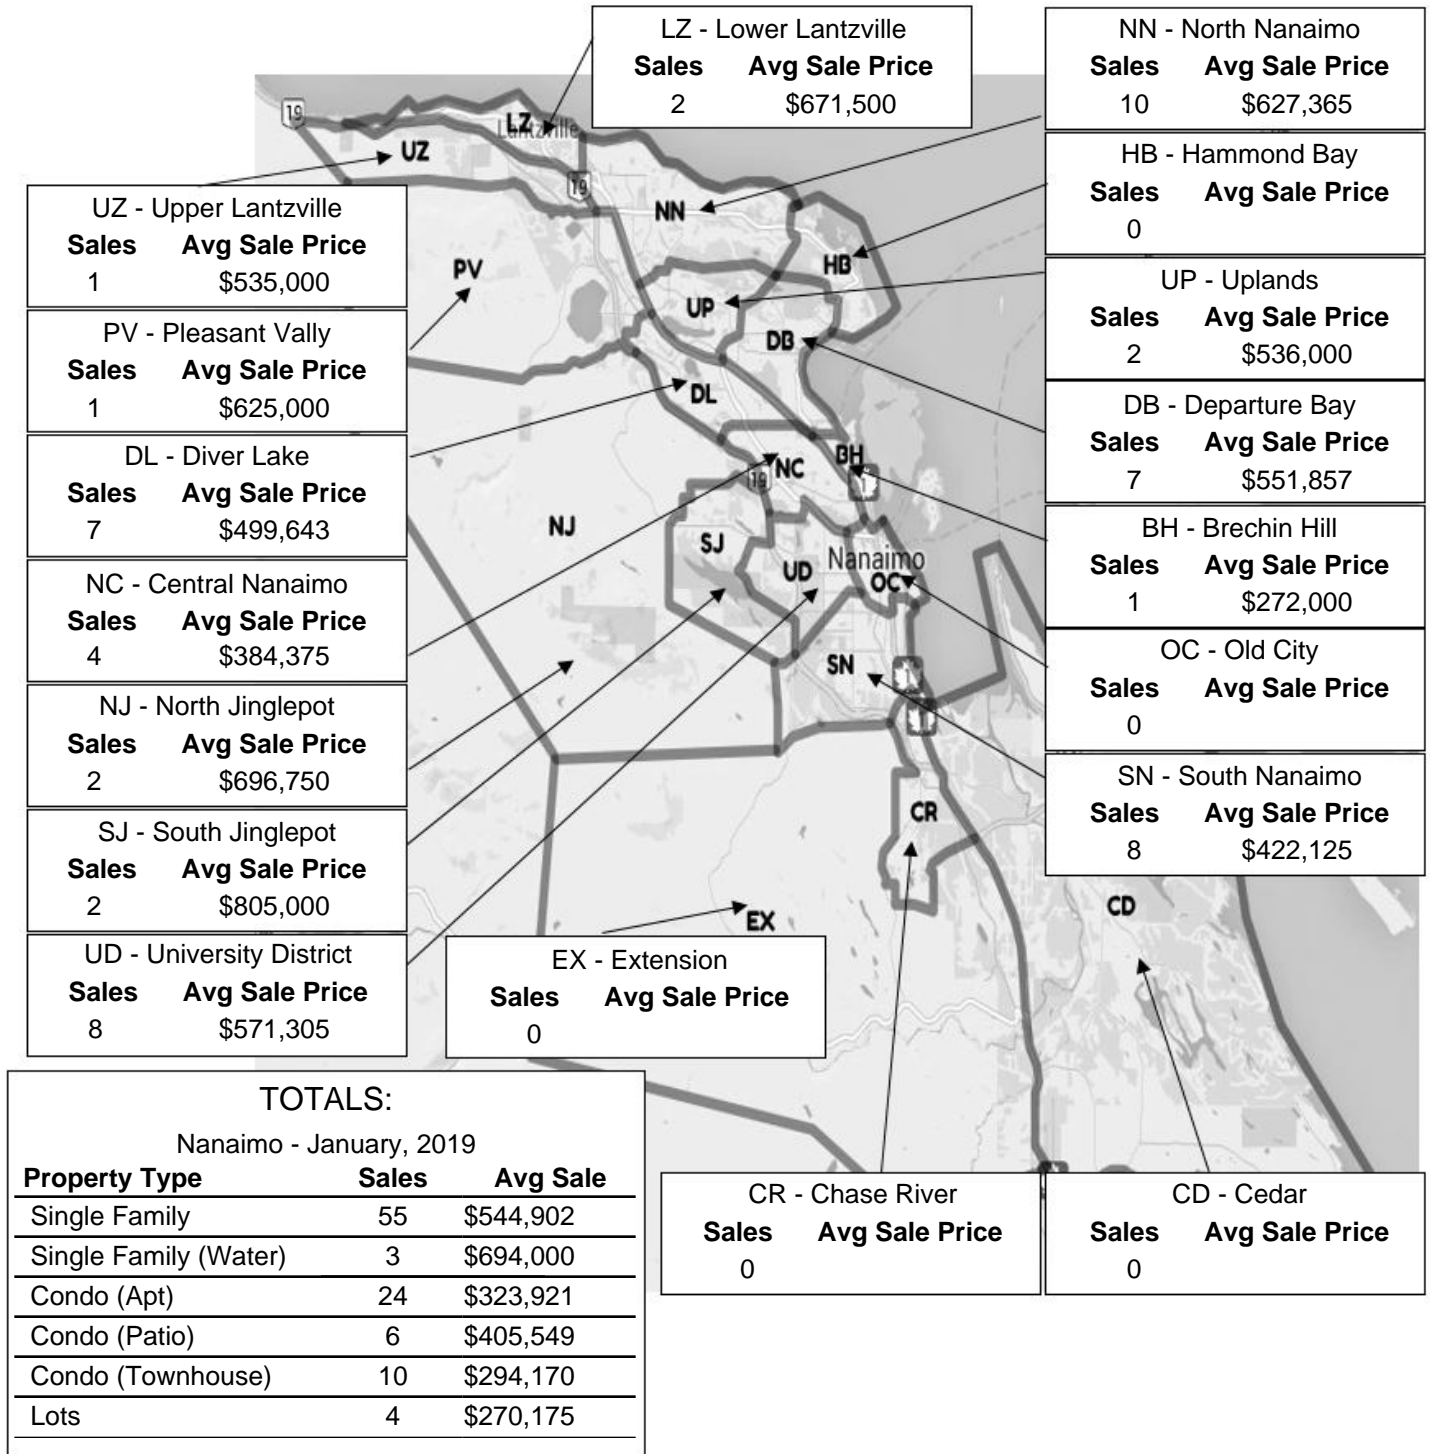 LZ - Lower Lantzville
Sales Avg Sale Price
2 $671,500
NN - North Nanaimo
Sales Avg Sale Price
10 $627,365
HB - Hammond Bay
Sales Avg Sale Price
0
UZ - Upper Lantzville
Sales Avg Sale Price
1 $535,000
UP - Uplands
Sales Avg Sale Price
2 $536,000
PV - Pleasant Vally
Sales Avg Sale Price
1 $625,000
DB - Departure Bay
Sales Avg Sale Price
7 $551,857
DL - Diver Lake
Sales Avg Sale Price
7 $499,643
BH - Brechin Hill
Sales Avg Sale Price
1 $272,000
NC - Central Nanaimo
Sales Avg Sale Price
4 $384,375
OC - Old City
Sales Avg Sale Price
0
NJ - North Jinglepot
Sales Avg Sale Price
2 $696,750
SN - South Nanaimo
Sales Avg Sale Price
8 $422,125
SJ - South Jinglepot
Sales Avg Sale Price
2 $805,000
UD - University District
Sales Avg Sale Price
8 $571,305
EX - Extension
Sales Avg Sale Price
0
CR - Chase River
Sales Avg Sale Price
0
CD - Cedar
Sales Avg Sale Price
0
19
LZ
Lantzville
UZ
19
NN
PV
HB
UP
DB
DL
BH
NC
19
1
NJ
SJ
Nanaimo
UD
OC
SN
1
1
CR
CD
EX
TOTALS:
Nanaimo - January, 2019
Property Type Sales Avg Sale
Single Family 55 $544,902
Single Family (Water) 3 $694,000
Condo (Apt) 24 $323,921
Condo (Patio) 6 $405,549
Condo (Townhouse) 10 $294,170
Lots 4 $270,175